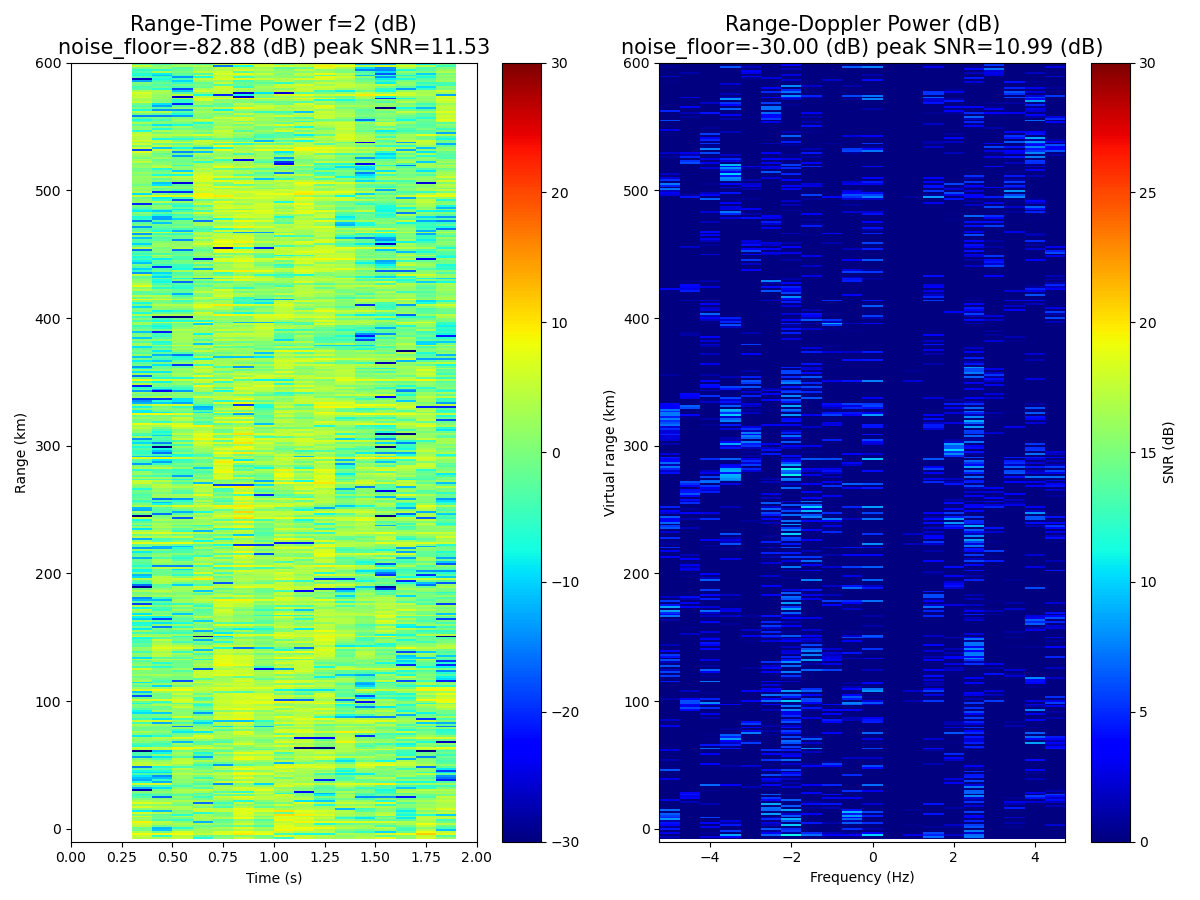 Range-Time Power f=2 (dB)
noise_floor=-82.88 (dB) peak SNR=11.53
Range (km)
600
500
400
300
200
100
0
0.00 0.25 0.50 0.75 1.00 1.25 1.50 1.75 2.00
Time (s)
30
20
10
0
−10
−20
−30
Range-Doppler Power (dB)
noise_floor=-30.00 (dB) peak SNR=10.99 (dB)
Virtual range (km)
600
500
400
300
200
100
0
−4 −2 0 2 4
Frequency (Hz)
30
25
20
15
10
5
0
SNR (dB)